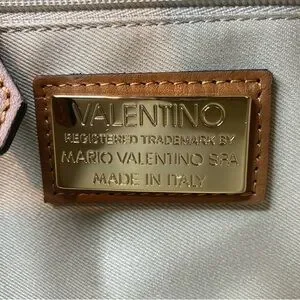 VALENTINO
REGISTERED TRADEMARK BY
MARIO VALENTINO SPA
MADE IN ITALY